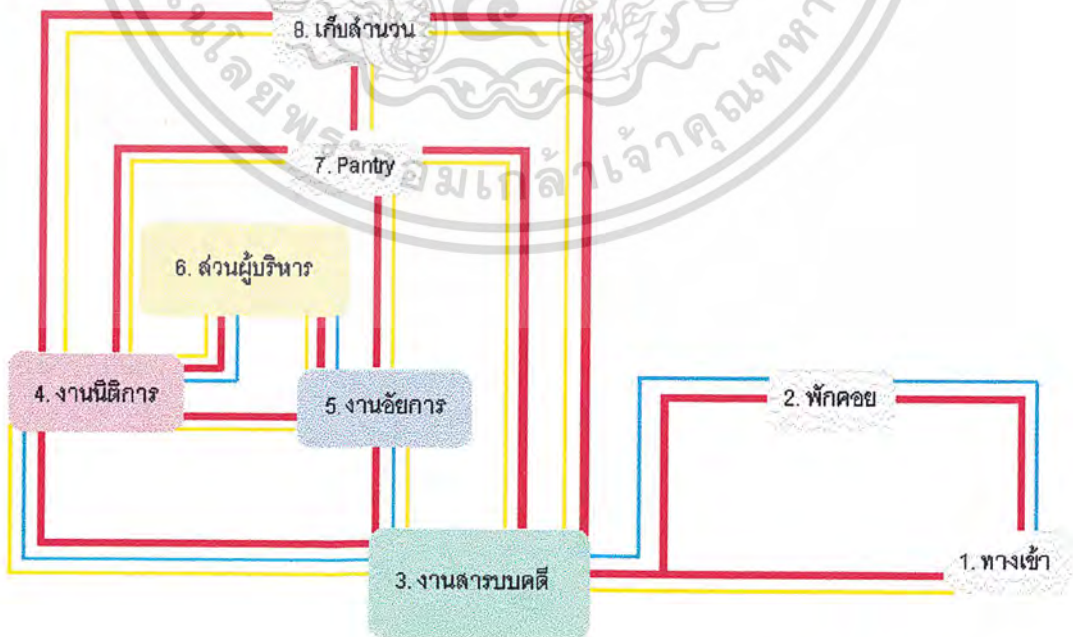 8. เก็บสำนวน
7. Pantry
6. ส่วนผู้บริหาร
4. งานนิติการ
5. งานอัยการ
2. พักคอย
3. งานสารบบคดี
1. ทางเข้า